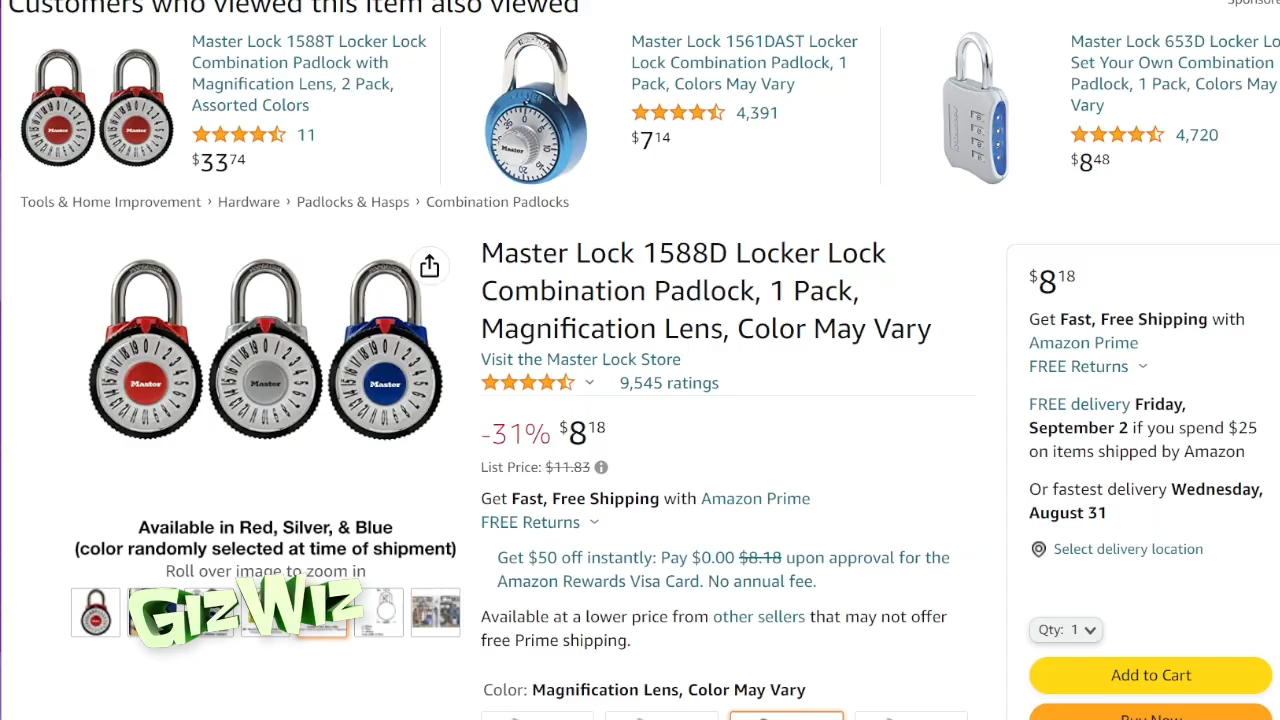 Customers who viewed this item also viewed
Master Lock 1588T Locker Lock
Combination Padlock with
Magnification Lens, 2 Pack,
Assorted Colors
11
$33 74
Master Lock 1561DAST Locker
Lock Combination Padlock, 1
Pack, Colors May Vary
4,391
$7 14
Master Lock 653D Locker Lo
Set Your Own Combination
Padlock, 1 Pack, Colors May
Vary
4,720
$8 48
Tools & Home Improvement › Hardware › Padlocks & Hasps › Combination Padlocks
Master
Master
Master
Available in Red, Silver, & Blue
(color randomly selected at time of shipment)
Roll over image to zoom in
GizWiz
Master Lock 1588D Locker Lock
Combination Padlock, 1 Pack,
Magnification Lens, Color May Vary
Visit the Master Lock Store
9,545 ratings
-31% $8 18
List Price: $11.83
Get Fast, Free Shipping with Amazon Prime
FREE Returns
Get $50 off instantly: Pay $0.00 $8.18 upon approval for the
Amazon Rewards Visa Card. No annual fee.
Available at a lower price from other sellers that may not offer
free Prime shipping.
Color: Magnification Lens, Color May Vary
$8 18
Get Fast, Free Shipping with
Amazon Prime
FREE Returns
FREE delivery Friday,
September 2 if you spend $25
on items shipped by Amazon
Or fastest delivery Wednesday,
August 31
Select delivery location
Qty: 1
Add to Cart
Buy Now